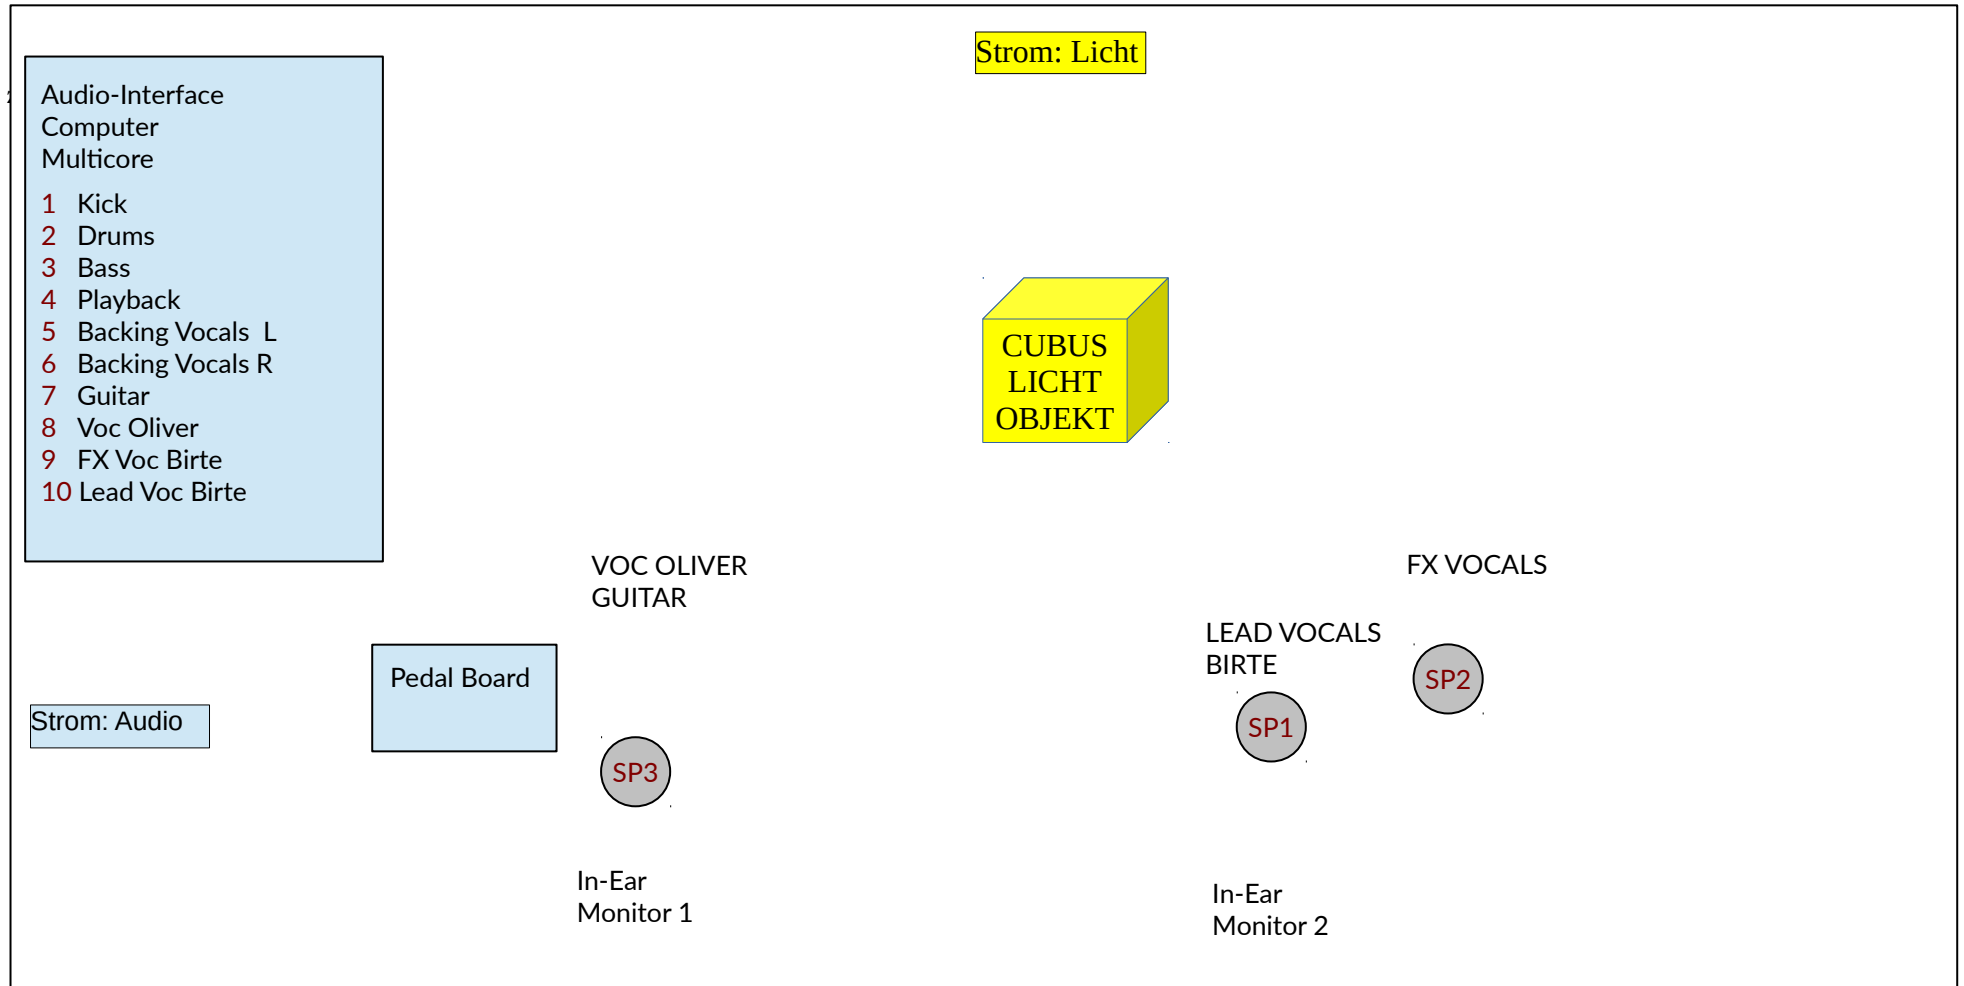 Strom: Licht
Audio-Interface
Computer
Multicore
1 Kick
2 Drums
3 Bass
4 Playback
5 Backing Vocals L
6 Backing Vocals R
7 Guitar
8 Voc Oliver
9 FX Voc Birte
10 Lead Voc Birte
CUBUS
LICHT
OBJEKT
VOC OLIVER
GUITAR
FX VOCALS
LEAD VOCALS
BIRTE
Pedal Board
SP2
Strom: Audio
SP1
SP3
In-Ear
Monitor 1
In-Ear
Monitor 2